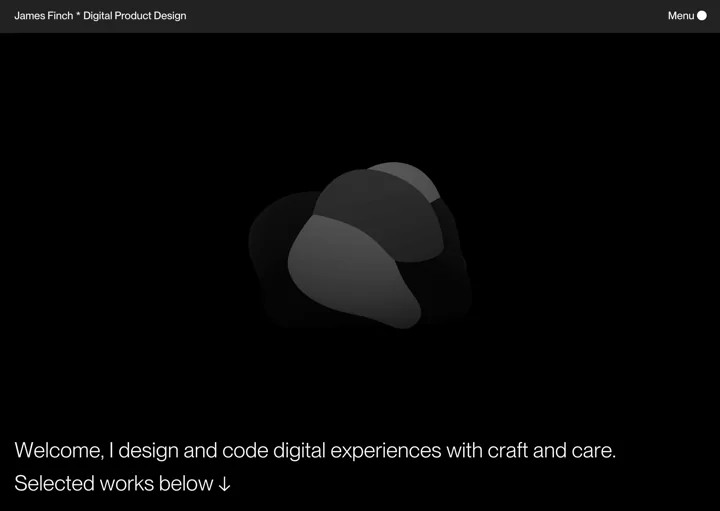 James Finch * Digital Product Design
Menu
Welcome, I design and code digital experiences with craft and care.
Selected works below ↓